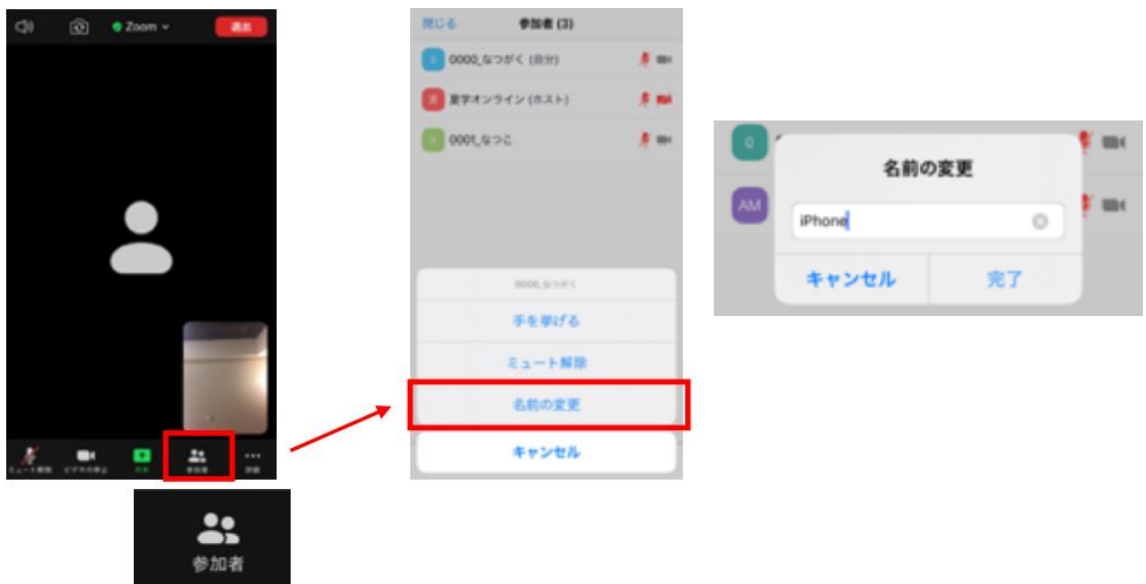 Zoom
退出
ミュート解除
ビデオの停止
共有
参加者
詳細
参加者
閉じる
参加者 (3)
0000_なつがく (自分)
夏学オンライン (ホスト)
0001_なつこ
0000_なつがく
手を挙げる
ミュート解除
名前の変更
キャンセル
0
AM
名前の変更
iPhone
キャンセル
完了